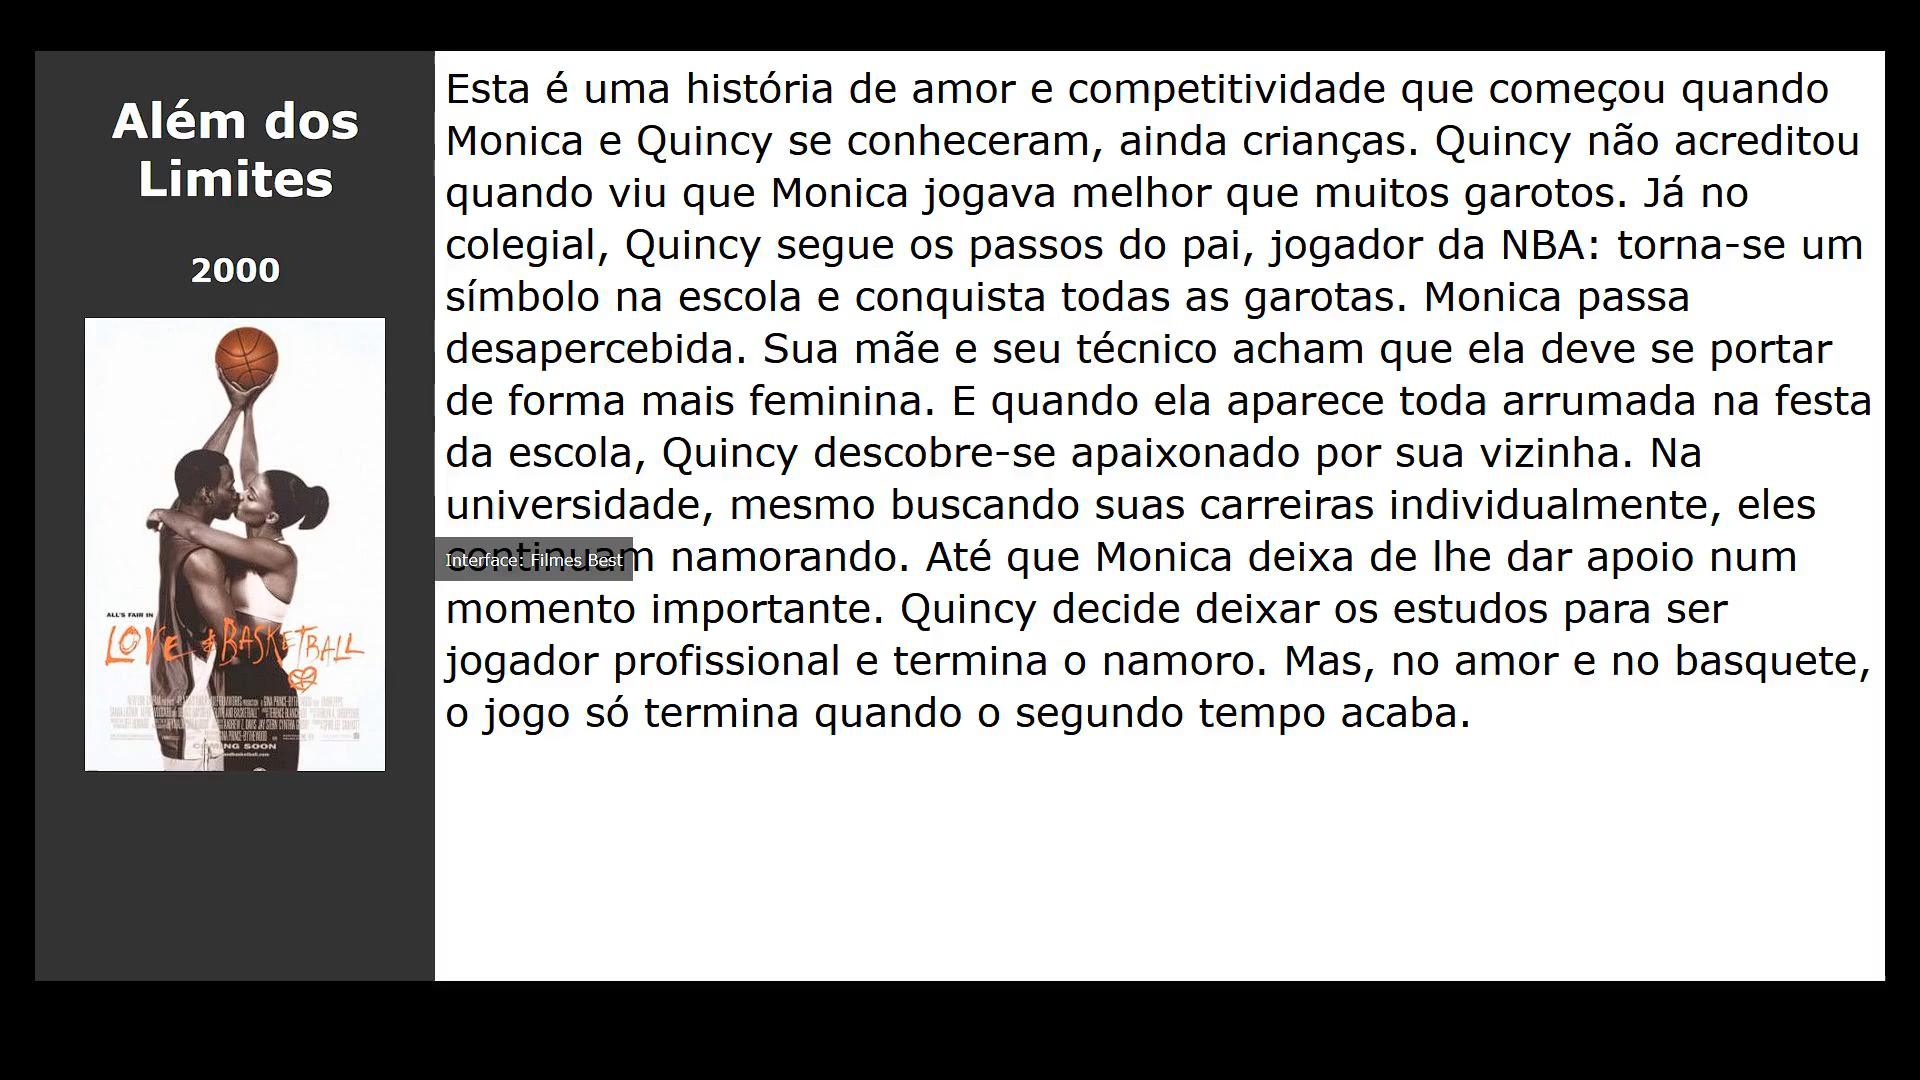 Além dos
Limites
2000
ALL'S FAIR IN
LOVE & BASKETBALL
COMING SOON
Esta é uma história de amor e competitividade que começou quando
Monica e Quincy se conheceram, ainda crianças. Quincy não acreditou
quando viu que Monica jogava melhor que muitos garotos. Já no
colegial, Quincy segue os passos do pai, jogador da NBA: torna-se um
símbolo na escola e conquista todas as garotas. Monica passa
desapercebida. Sua mãe e seu técnico acham que ela deve se portar
de forma mais feminina. E quando ela aparece toda arrumada na festa
da escola, Quincy descobre-se apaixonado por sua vizinha. Na
universidade, mesmo buscando suas carreiras individualmente, eles
continuam namorando. Até que Monica deixa de lhe dar apoio num
Interface: Filmes Best
momento importante. Quincy decide deixar os estudos para ser
jogador profissional e termina o namoro. Mas, no amor e no basquete,
o jogo só termina quando o segundo tempo acaba.